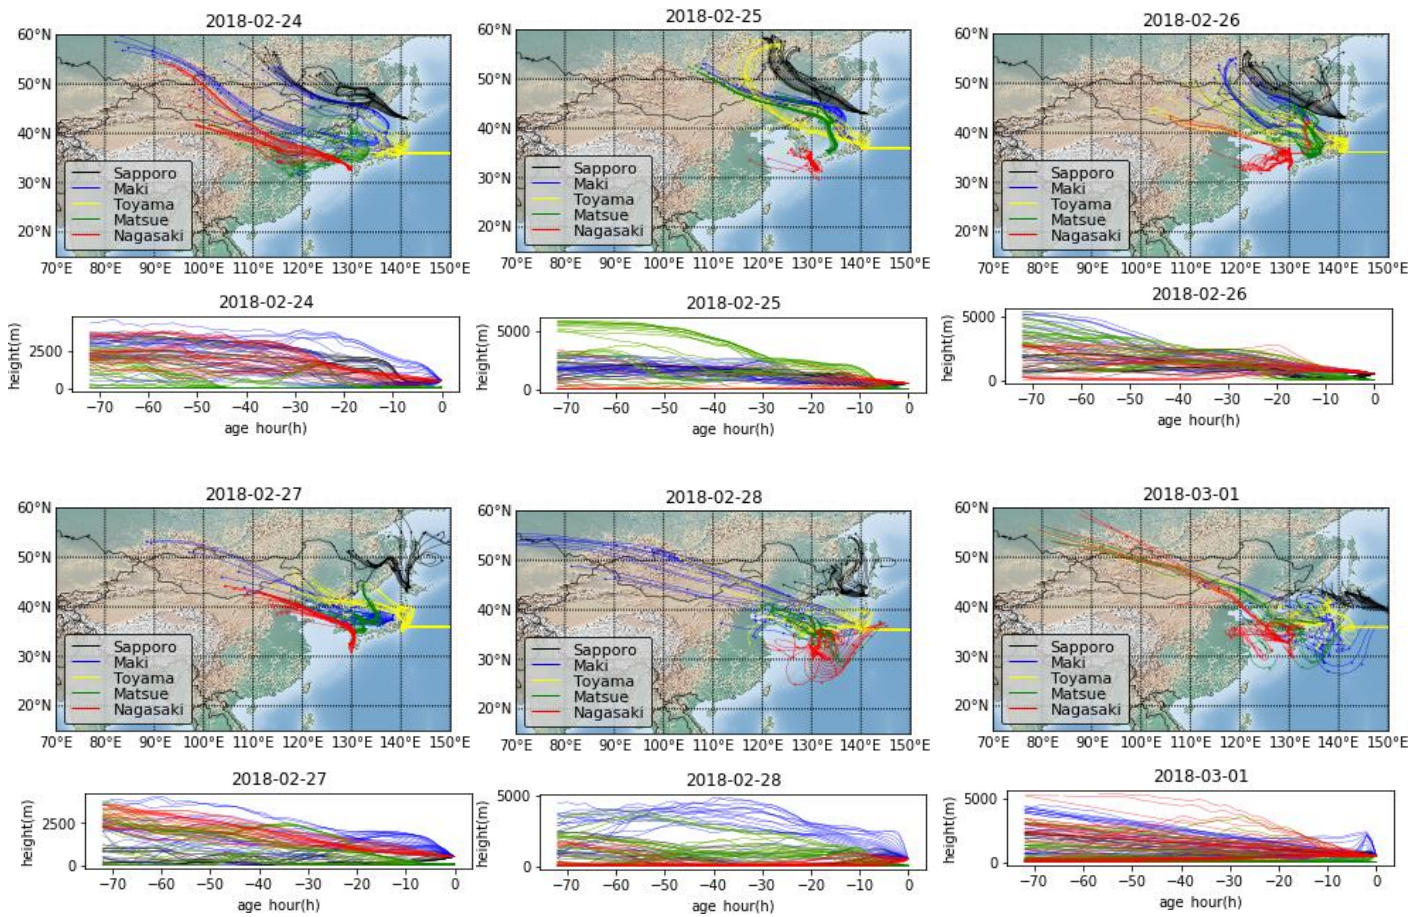 2018-02-24
60°N
50°N
40°N
30°N
20°N
Sapporo
Maki
Toyama
Matsue
Nagasaki
70°E 80°E 90°E 100°E 110°E 120°E 130°E 140°E 150°E
2018-02-25
60°N
50°N
40°N
30°N
20°N
Sapporo
Maki
Toyama
Matsue
Nagasaki
70°E 80°E 90°E 100°E 110°E 120°E 130°E 140°E 150°E
2018-02-26
60°N
50°N
40°N
30°N
20°N
Sapporo
Maki
Toyama
Matsue
Nagasaki
70°E 80°E 90°E 100°E 110°E 120°E 130°E 140°E 150°E
2018-02-24
height(m)
2500
0
−70 −60 −50 −40 −30 −20 −10 0
age hour(h)
2018-02-25
height(m)
5000
0
−70 −60 −50 −40 −30 −20 −10 0
age hour(h)
2018-02-26
height(m)
5000
0
−70 −60 −50 −40 −30 −20 −10 0
age hour(h)
2018-02-27
60°N
50°N
40°N
30°N
20°N
Sapporo
Maki
Toyama
Matsue
Nagasaki
70°E 80°E 90°E 100°E 110°E 120°E 130°E 140°E 150°E
2018-02-28
60°N
50°N
40°N
30°N
20°N
Sapporo
Maki
Toyama
Matsue
Nagasaki
70°E 80°E 90°E 100°E 110°E 120°E 130°E 140°E 150°E
2018-03-01
60°N
50°N
40°N
30°N
20°N
Sapporo
Maki
Toyama
Matsue
Nagasaki
70°E 80°E 90°E 100°E 110°E 120°E 130°E 140°E 150°E
2018-02-27
height(m)
2500
0
−70 −60 −50 −40 −30 −20 −10 0
age hour(h)
2018-02-28
height(m)
5000
0
−70 −60 −50 −40 −30 −20 −10 0
age hour(h)
2018-03-01
height(m)
5000
0
−70 −60 −50 −40 −30 −20 −10 0
age hour(h)